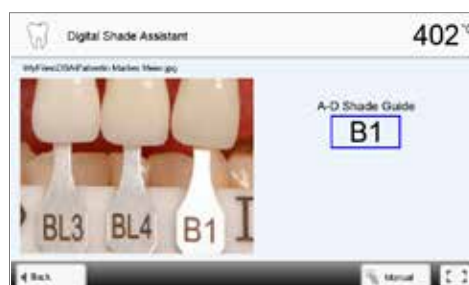 Digital Shade Assistant
402 °C
A-D Shade Guide
B1
BL3 BL4 B1
Back
Manual